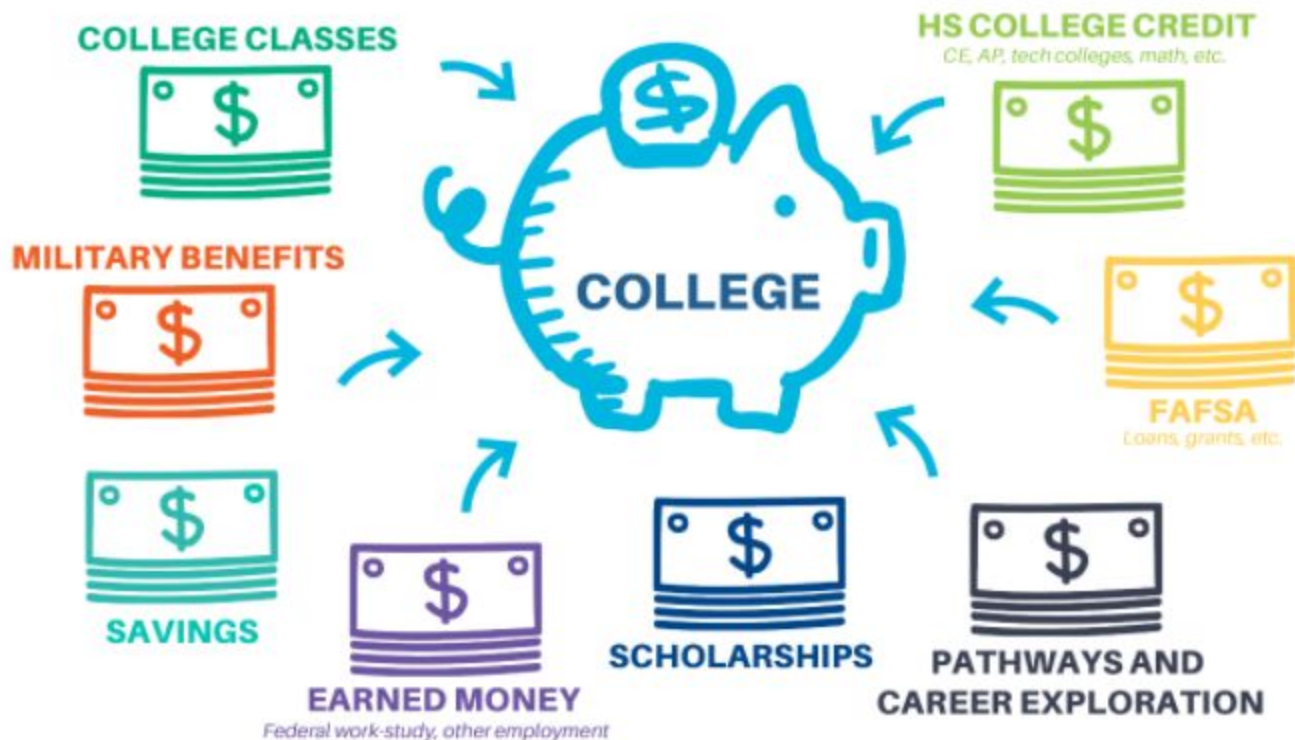 COLLEGE CLASSES
$
HS COLLEGE CREDIT
CE, AP, tech colleges, math, etc.
$
$
MILITARY BENEFITS
$
COLLEGE
$
FAFSA
Loans, grants, etc.
$
SAVINGS
$
EARNED MONEY
Federal work-study, other employment
$
SCHOLARSHIPS
$
PATHWAYS AND
CAREER EXPLORATION